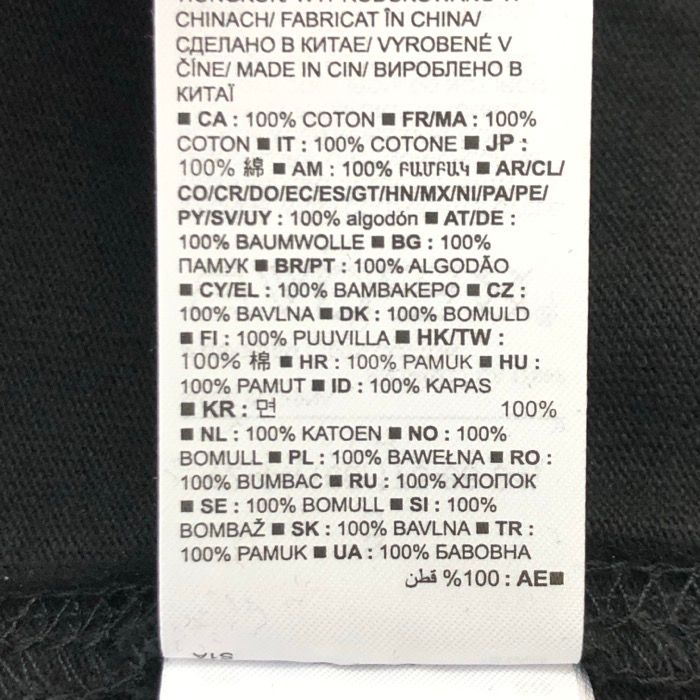 CHINACH/ FABRICAT ÎN CHINA/
СДЕЛАНО В КИТАЕ/ VYROBENÉ V
ČÍNE/ MADE IN CIN/ ВИРОБЛЕНО В
КИТАЇ
■ CA : 100% COTON ■ FR/MA : 100%
COTON ■ IT : 100% COTONE ■ JP :
100% 綿 ■ AM : 100% ԲԱՄԲԱԿ ■ AR/CL/
CO/CR/DO/EC/ES/GT/HN/MX/NI/PA/PE/
PY/SV/UY : 100% algodón ■ AT/DE :
100% BAUMWOLLE ■ BG : 100%
ПАМУК ■ BR/PT : 100% ALGODÃO
■ CY/EL : 100% ΒΑΜΒΑΚΕΡΟ ■ CZ :
100% BAVLNA ■ DK : 100% BOMULD
■ FI : 100% PUUVILLA ■ HK/TW :
100% 棉 ■ HR : 100% PAMUK ■ HU :
100% PAMUT ■ ID : 100% KAPAS
■ KR : 면 100%
■ NL : 100% KATOEN ■ NO : 100%
BOMULL ■ PL : 100% BAWEŁNA ■ RO :
100% BUMBAC ■ RU : 100% ХЛОПОК
■ SE : 100% BOMULL ■ SI : 100%
BOMBAŽ ■ SK : 100% BAVLNA ■ TR :
100% PAMUK ■ UA : 100% БАВОВНА
■AE : 100% قطن